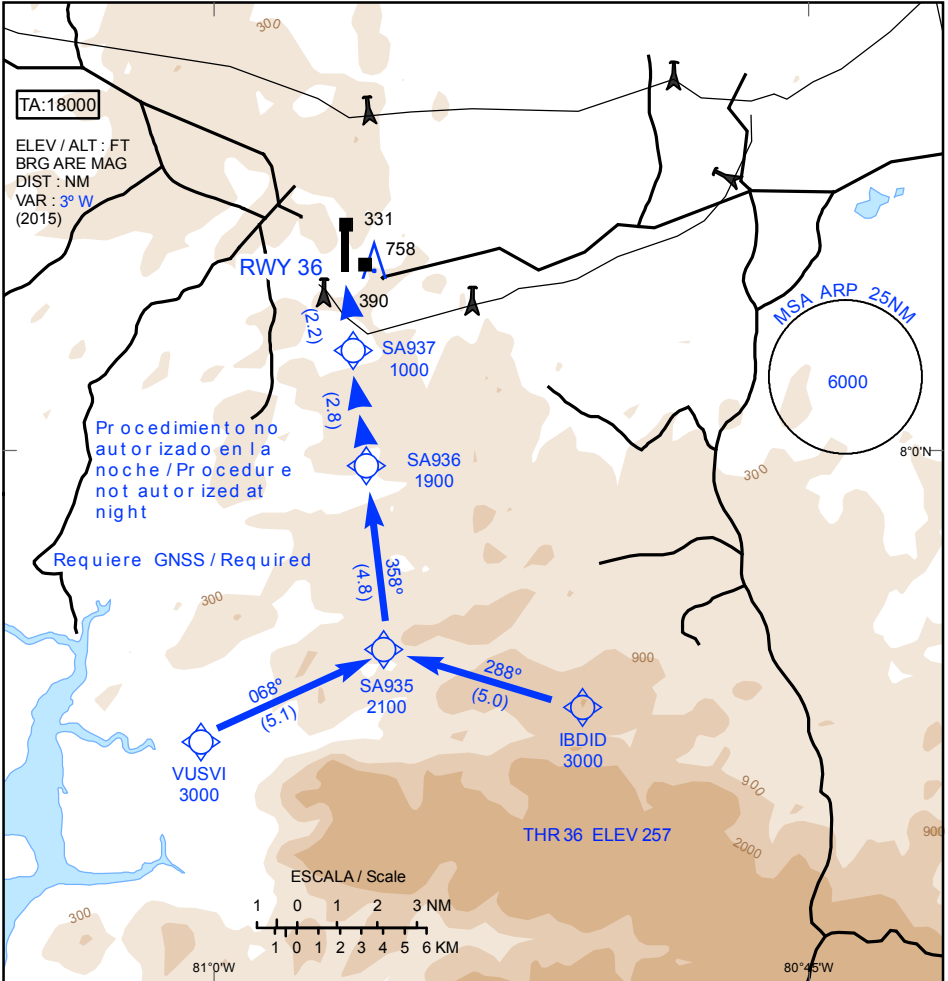 300
TA:18000
ELEV / ALT : FT
BRG ARE MAG
DIST : NM
VAR : 3º W
(2015)
331
758
RWY 36
390
(2.2)
MSA ARP 25NM
6000
SA937
1000
(2.8)
Procedimiento no
autorizado en la
noche / Procedure
not autorized at
night
SA936
1900
8°0'N
300
Requiere GNSS / Required
358º
(4.8)
300
900
SA935
2100
068º
(5.1)
288º
(5.0)
IBDID
3000
VUSVI
3000
900
THR 36 ELEV 257
2000
900
ESCALA / Scale
1 0 1 2 3 NM
1 0 1 2 3 4 5 6 KM
300
81°0'W
80°45'W